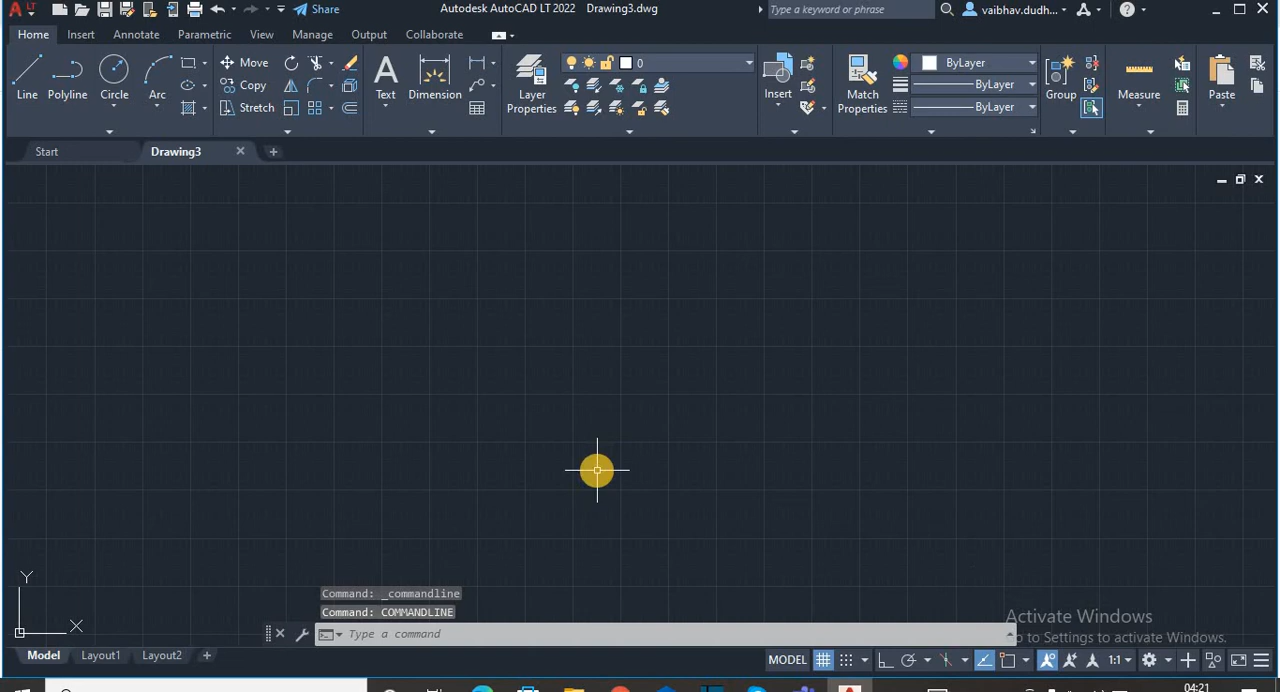 LT
Share
Autodesk AutoCAD LT 2022 Drawing3.dwg
Type a keyword or phrase
vaibhav.dudh...
Home Insert Annotate Parametric View Manage Output Collaborate
Line Polyline Circle Arc
Move
Copy
Stretch
Text Dimension
Layer Properties
0
Insert
Match Properties
ByLayer
ByLayer
ByLayer
Group Measure Paste
Start Drawing3
Y
X
Command: _commandline
Command: COMMANDLINE
Type a command
Activate Windows
Go to Settings to activate Windows.
Model Layout1 Layout2
MODEL 1:1
04:21